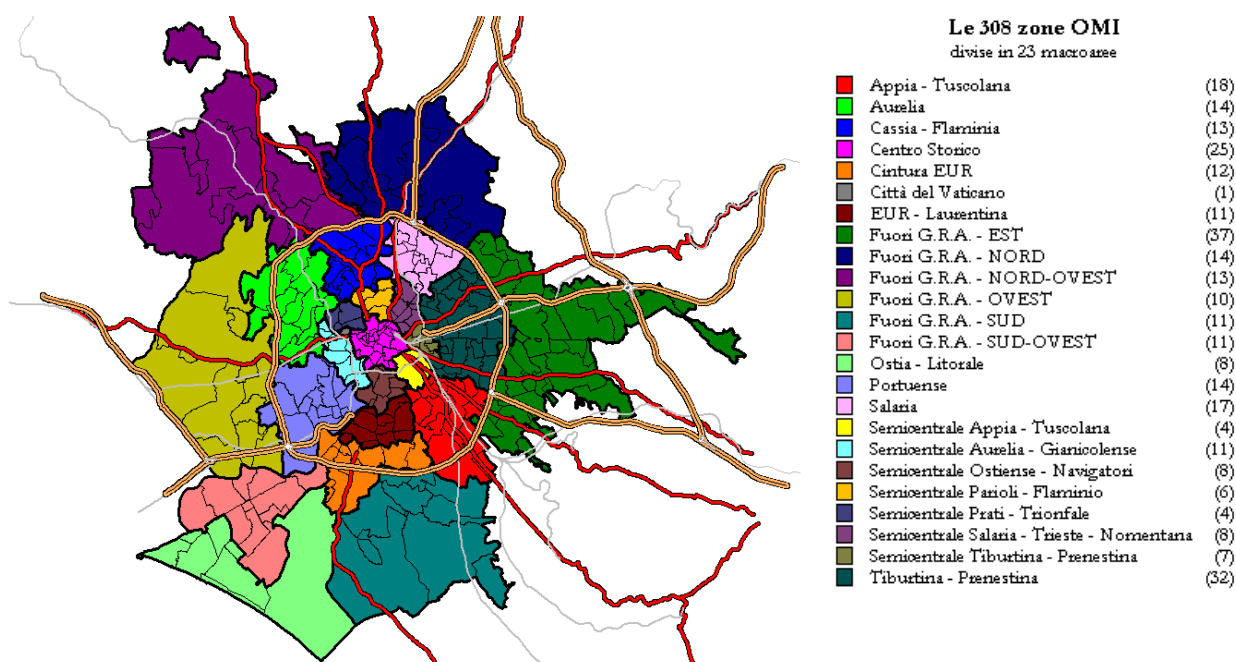 Le 308 zone OMI
divise in 23 macroaree
Appia - Tuscolana (18)
Aurelia (14)
Cassia - Flaminia (13)
Centro Storico (25)
Cintura EUR (12)
Città del Vaticano (1)
EUR - Laurentina (11)
Fuori G.R.A. - EST (37)
Fuori G.R.A. - NORD (14)
Fuori G.R.A. - NORD-OVEST (13)
Fuori G.R.A. - OVEST (10)
Fuori G.R.A. - SUD (11)
Fuori G.R.A. - SUD-OVEST (11)
Ostia - Litorale (8)
Portuense (14)
Salaria (17)
Semicentrale Appia - Tuscolana (4)
Semicentrale Aurelia - Gianicolense (11)
Semicentrale Ostiense - Navigatori (8)
Semicentrale Parioli - Flaminio (6)
Semicentrale Prati - Trionfale (4)
Semicentrale Salaria - Trieste - Nomentana (8)
Semicentrale Tiburtina - Prenestina (7)
Tiburtina - Prenestina (32)